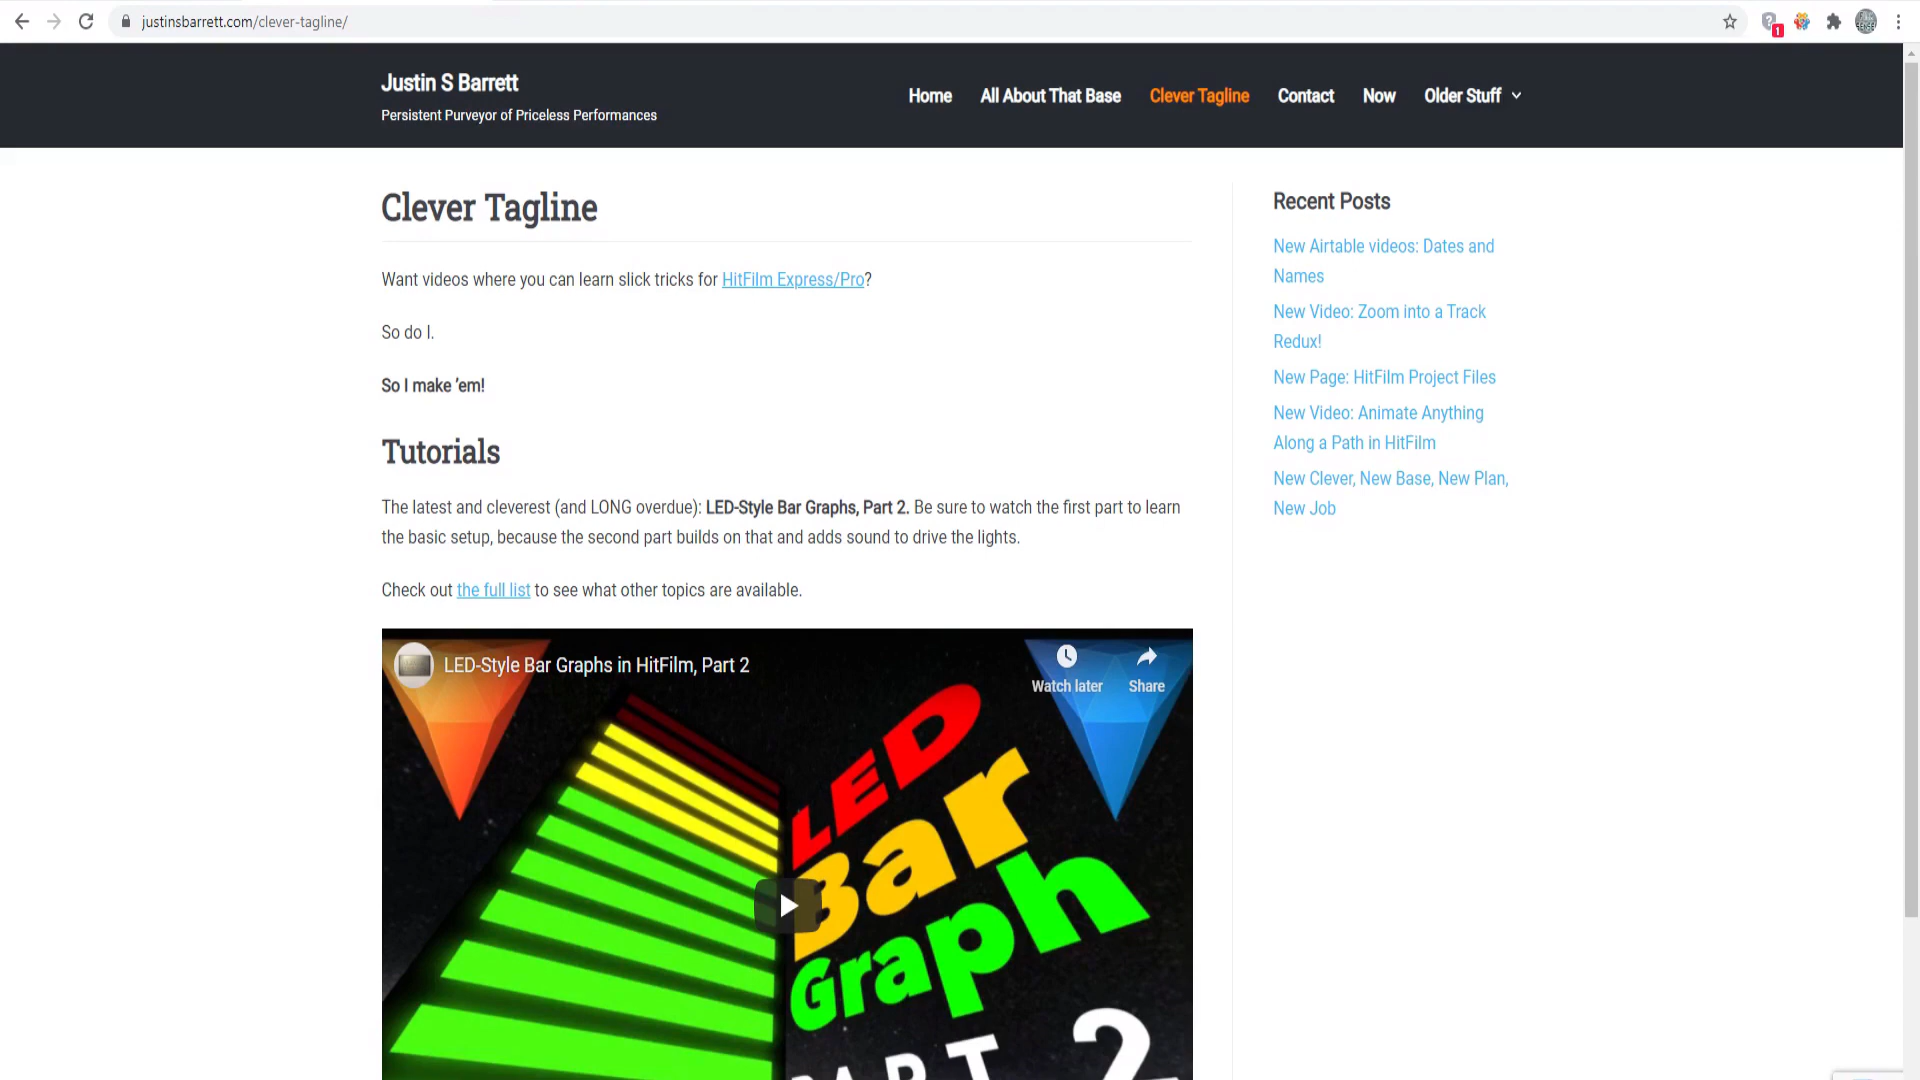 justinsbarrett.com/clever-tagline/
1
Justin S Barrett
Persistent Purveyor of Priceless Performances
Home
All About That Base
Clever Tagline
Contact
Now
Older Stuff
Clever Tagline
Want videos where you can learn slick tricks for HitFilm Express/Pro?
So do I.
So I make ’em!
Tutorials
The latest and cleverest (and LONG overdue): LED-Style Bar Graphs, Part 2. Be sure to watch the first part to learn
the basic setup, because the second part builds on that and adds sound to drive the lights.
Check out the full list to see what other topics are available.
LED-Style Bar Graphs in HitFilm, Part 2
Watch later
Share
LED
Bar
Graph
PART 2
Recent Posts
New Airtable videos: Dates and
Names
New Video: Zoom into a Track
Redux!
New Page: HitFilm Project Files
New Video: Animate Anything
Along a Path in HitFilm
New Clever, New Base, New Plan,
New Job